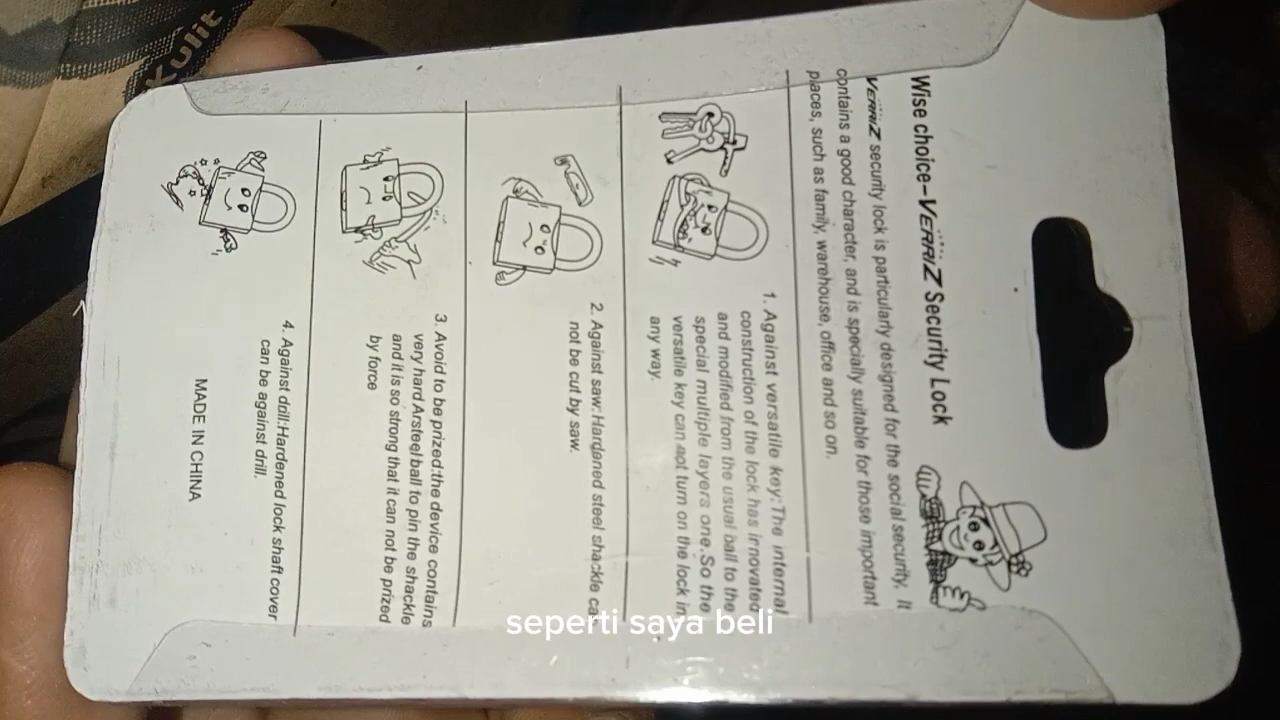 Wise choice-VERRIZ Security Lock
VERRIZ security lock is particularly designed for the social security. It
contains a good character, and is specially suitable for those important
places, such as family, warehouse, office and so on.
1. Against versatile key:The internal
construction of the lock has innovated
and modified from the usual ball to the
special multiple layers one.So the
versatile key can not turn on the lock in
any way.
2. Against saw:Hardened steel shackle ca
not be cut by saw.
3. Avoid to be prized:the device contains
very hard Arsteel ball to pin the shackle
and it is so strong that it can not be prized
by force
4. Against drill:Hardened lock shaft cover
can be against drill.
MADE IN CHINA
Kulit
seperti saya beli